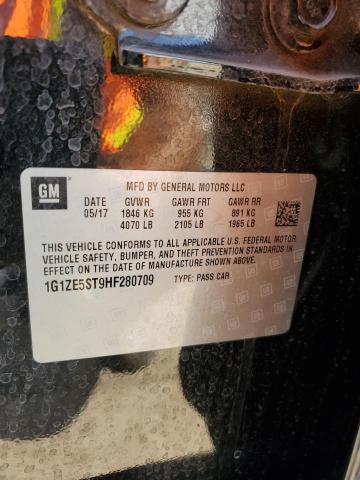 GM
MFD BY GENERAL MOTORS LLC
DATE GVWR GAWR FRT GAWR RR
05/17 1846 KG 955 KG 891 KG
4070 LB 2105 LB 1965 LB
THIS VEHICLE CONFORMS TO ALL APPLICABLE U.S. FEDERAL MOTOR
VEHICLE SAFETY, BUMPER, AND THEFT PREVENTION STANDARDS IN
EFFECT ON THE DATE OF MANUFACTURE SHOWN ABOVE.
1G1ZE5ST9HF280709 TYPE: PASS CAR